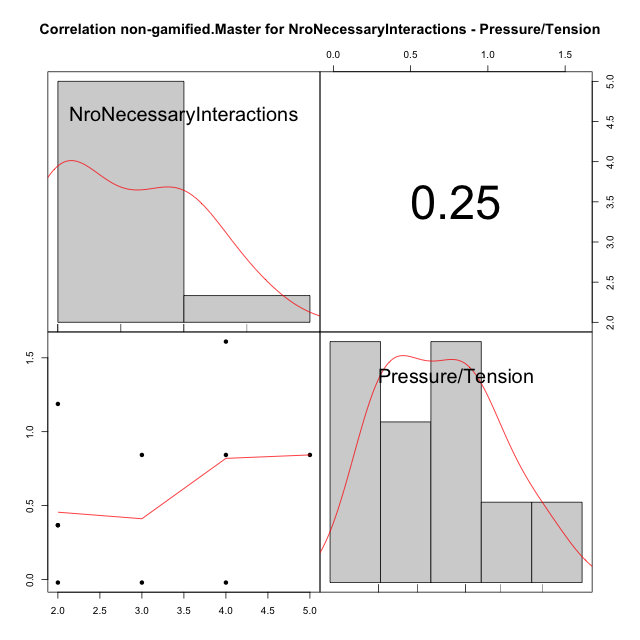 Correlation non-gamified.Master for NroNecessaryInteractions - Pressure/Tension
0.0 0.5 1.0 1.5
NroNecessaryInteractions
0.25
5.0
4.5
4.0
3.5
3.0
2.5
2.0
1.5
1.0
0.5
0.0
Pressure/Tension
2.0 2.5 3.0 3.5 4.0 4.5 5.0